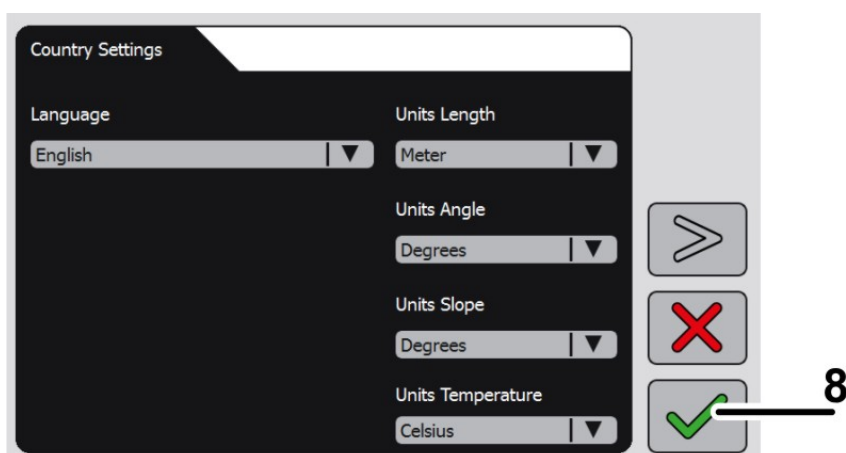 Country Settings
Language
English
Units Length
Meter
Units Angle
Degrees
Units Slope
Degrees
Units Temperature
Celsius
8